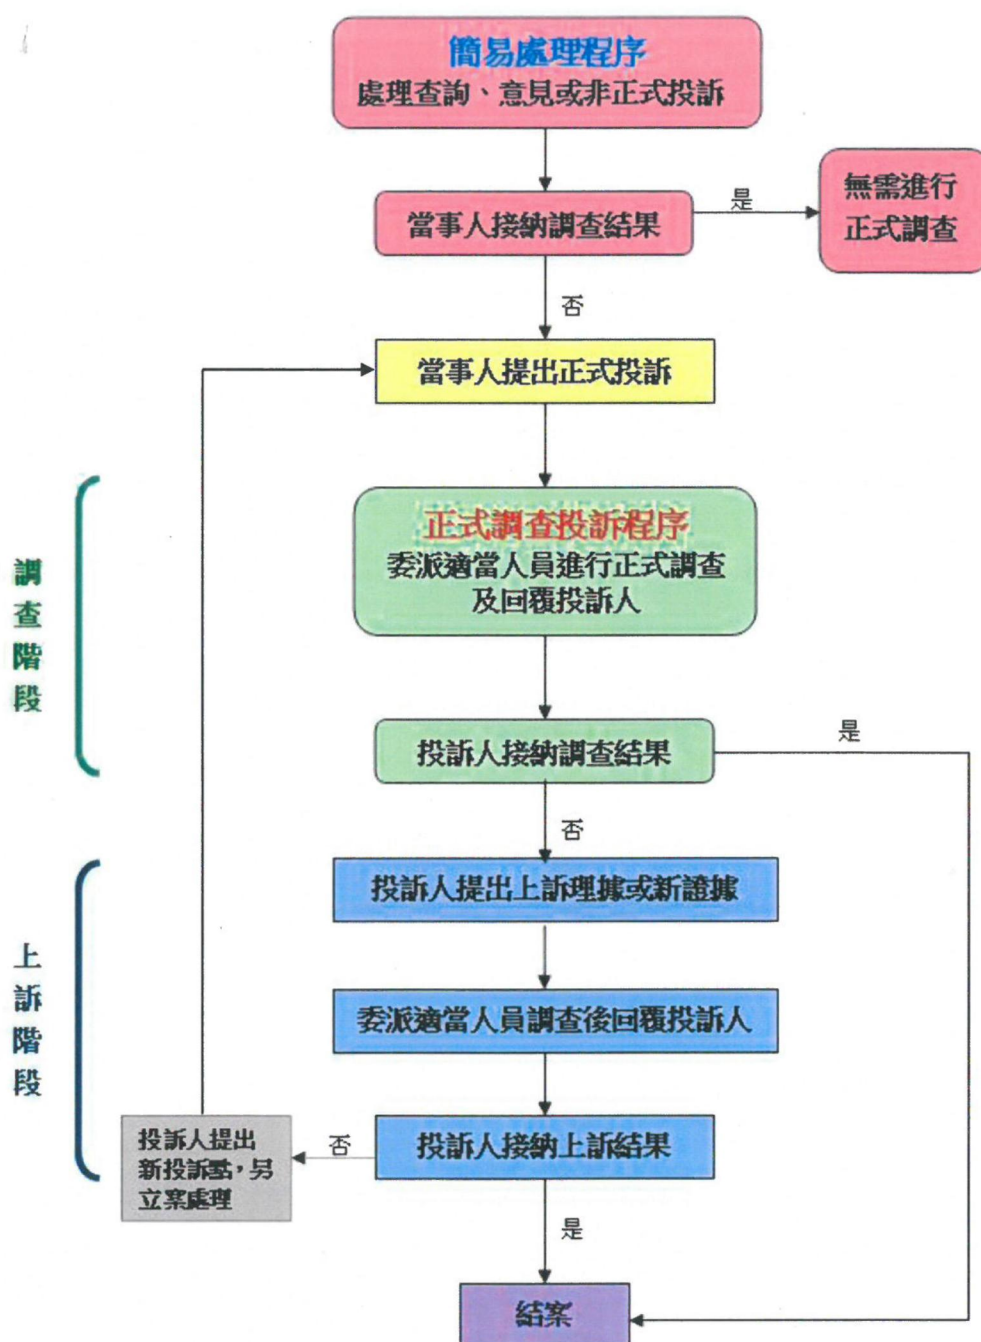 簡易處理程序
處理查詢、意見或非正式投訴
當事人接納調查結果
是
無需進行
正式調查
否
當事人提出正式投訴
調查階段
正式調查投訴程序
委派適當人員進行正式調查
及回覆投訴人
投訴人接納調查結果
是
否
上訴階段
投訴人提出上訴理據或新證據
委派適當人員調查後回覆投訴人
投訴人接納上訴結果
否
投訴人提出
新投訴點，另
立案處理
是
結案